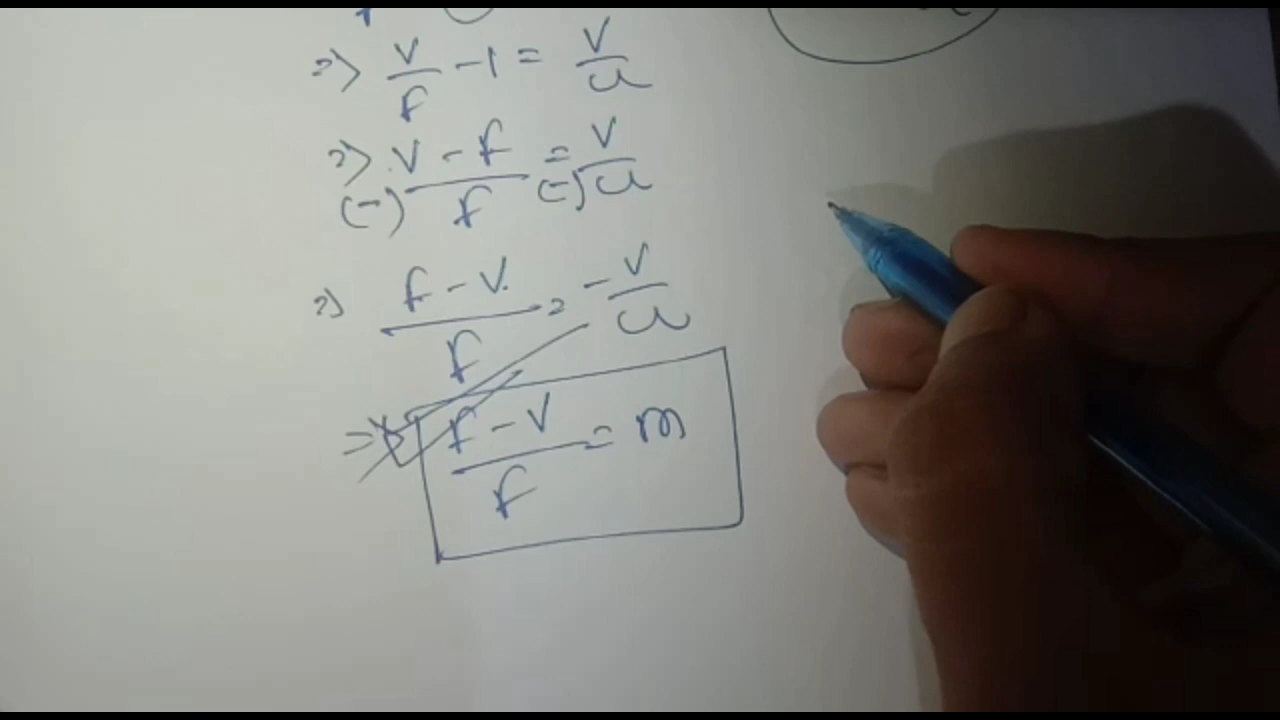 => V/F - 1 = V/u
=> (-) V - F/F = (-) V/u
=> F - V/F = - V/u
=> F - V/F = m